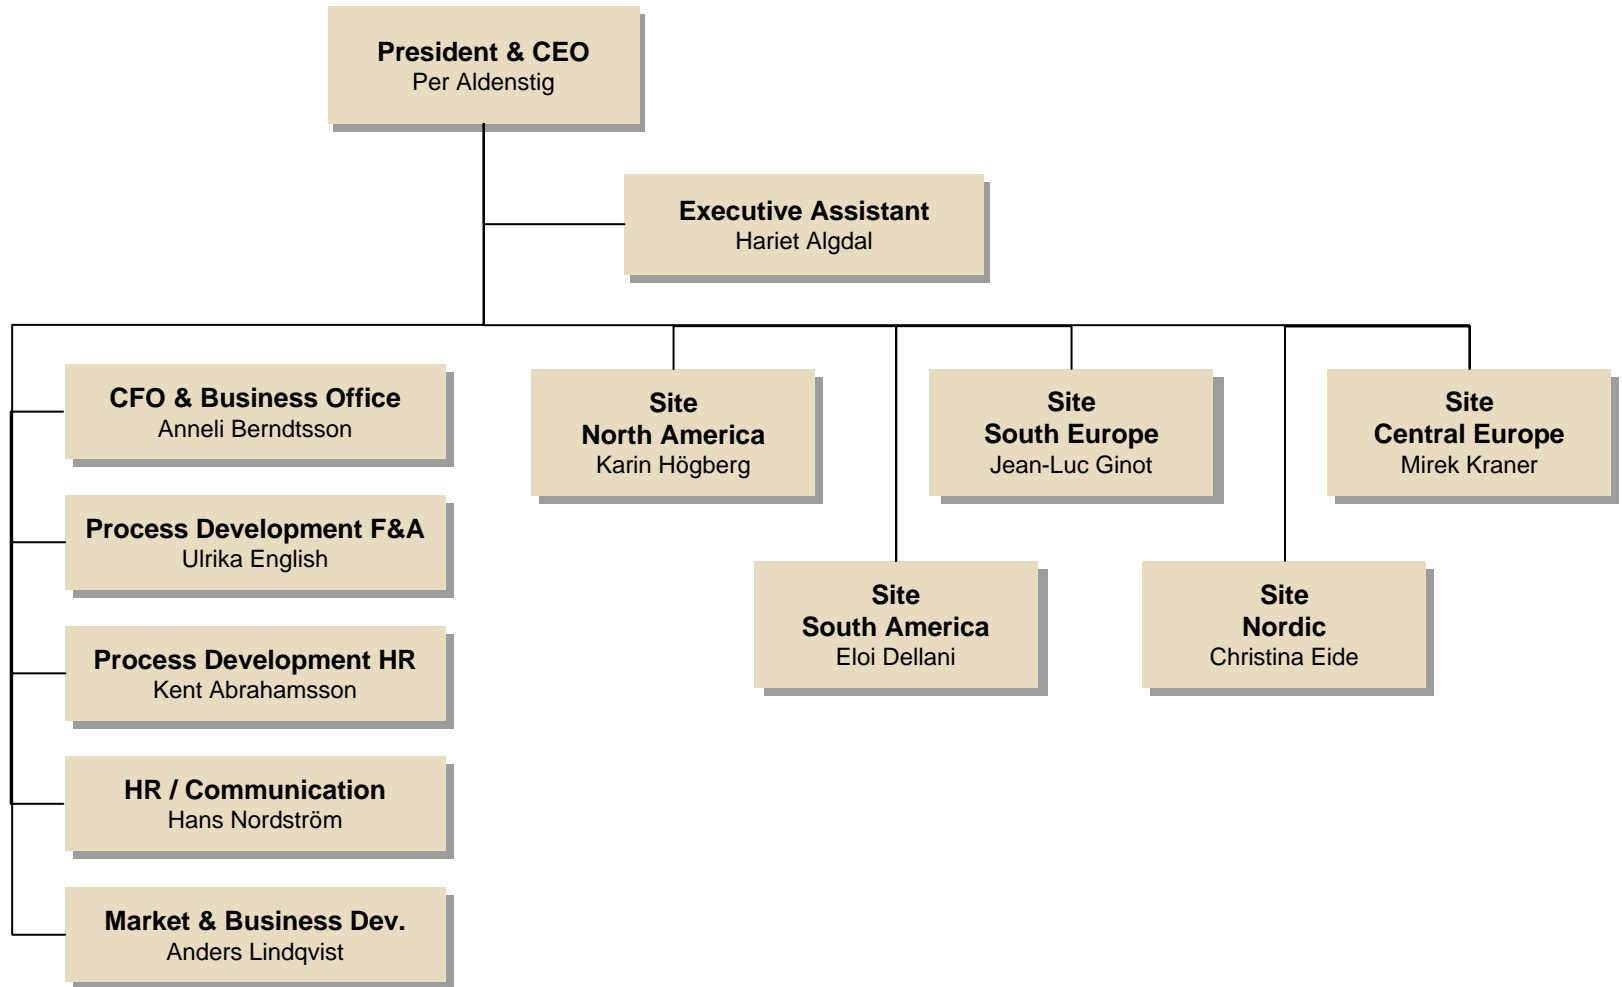 President & CEO
Per Aldenstig
Executive Assistant
Hariet Algdal
CFO & Business Office
Anneli Berndtsson
Process Development F&A
Ulrika English
Process Development HR
Kent Abrahamsson
HR / Communication
Hans Nordström
Market & Business Dev.
Anders Lindqvist
Site
North America
Karin Högberg
Site
South Europe
Jean-Luc Ginot
Site
Central Europe
Mirek Kraner
Site
South America
Eloi Dellani
Site
Nordic
Christina Eide